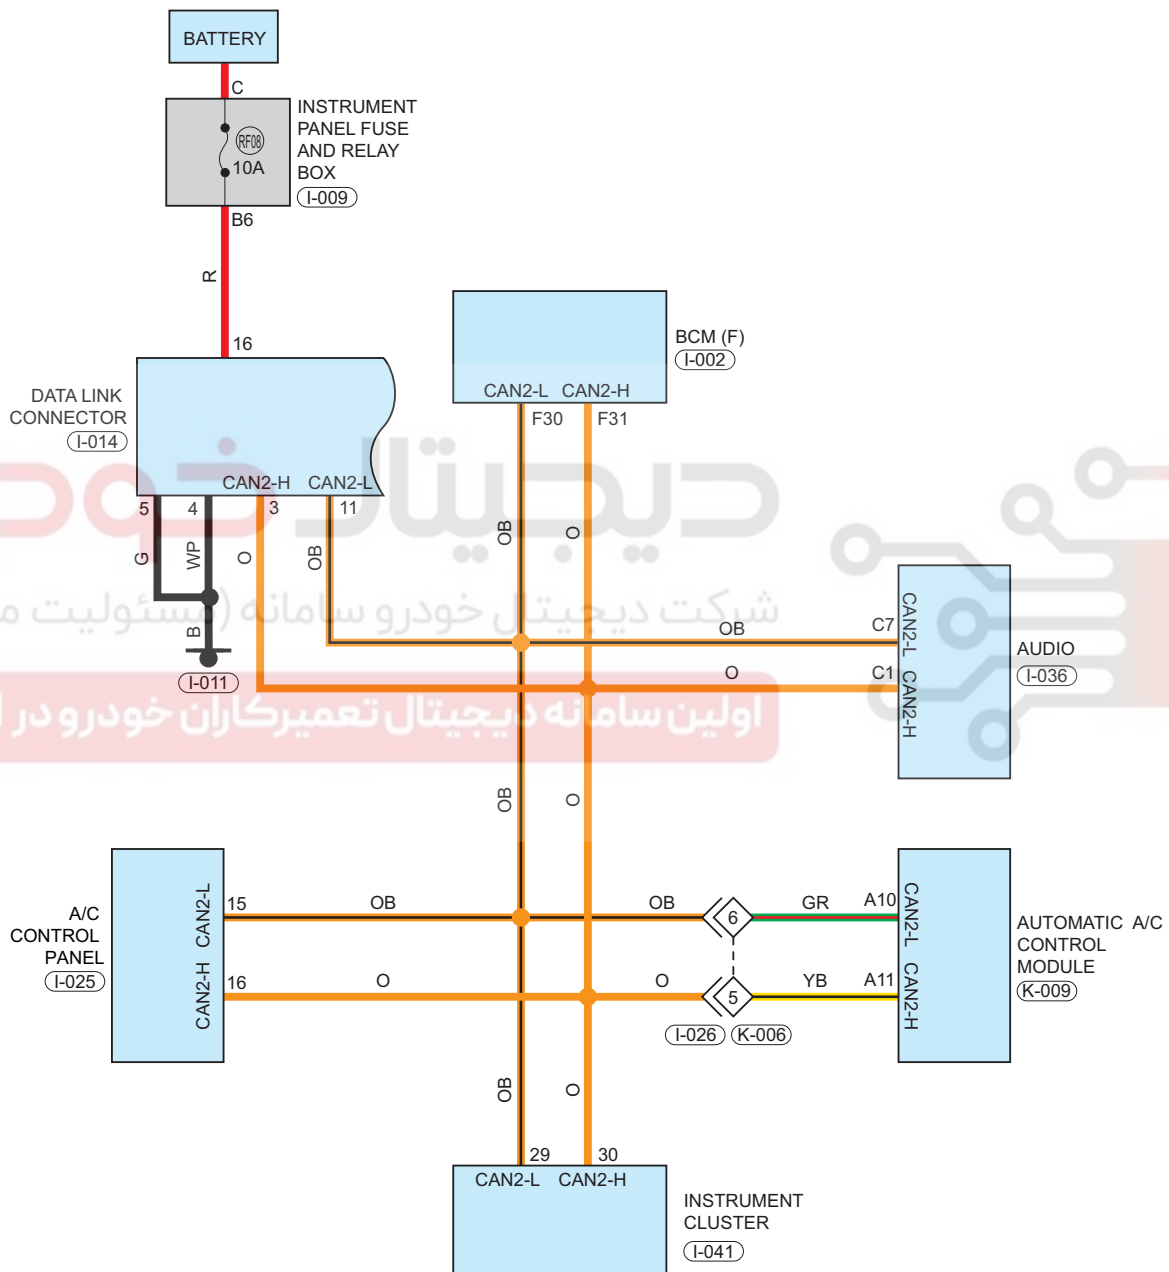 BATTERY
C
INSTRUMENT
PANEL FUSE
AND RELAY
BOX
I-009
RF08
10A
B6
R
16
DATA LINK
CONNECTOR
I-014
CAN2-H
CAN2-L
5
4
3
11
G
WP
O
OB
B
I-011
BCM (F)
I-002
CAN2-L
CAN2-H
F30
F31
OB
O
OB
C7
O
C1
CAN2-L
CAN2-H
AUDIO
I-036
دیجیتال خود
شرکت دیجیتال خودرو سامانه (مسئولیت
اولین سامانه دیجیتال تعمیرکاران خودرو در
OB
O
A/C
CONTROL
PANEL
I-025
CAN2-L
CAN2-H
15
OB
OB
6
GR
A10
16
O
O
5
YB
A11
I-026
K-006
CAN2-L
CAN2-H
AUTOMATIC A/C
CONTROL
MODULE
K-009
OB
O
29
30
CAN2-L
CAN2-H
INSTRUMENT
CLUSTER
I-041